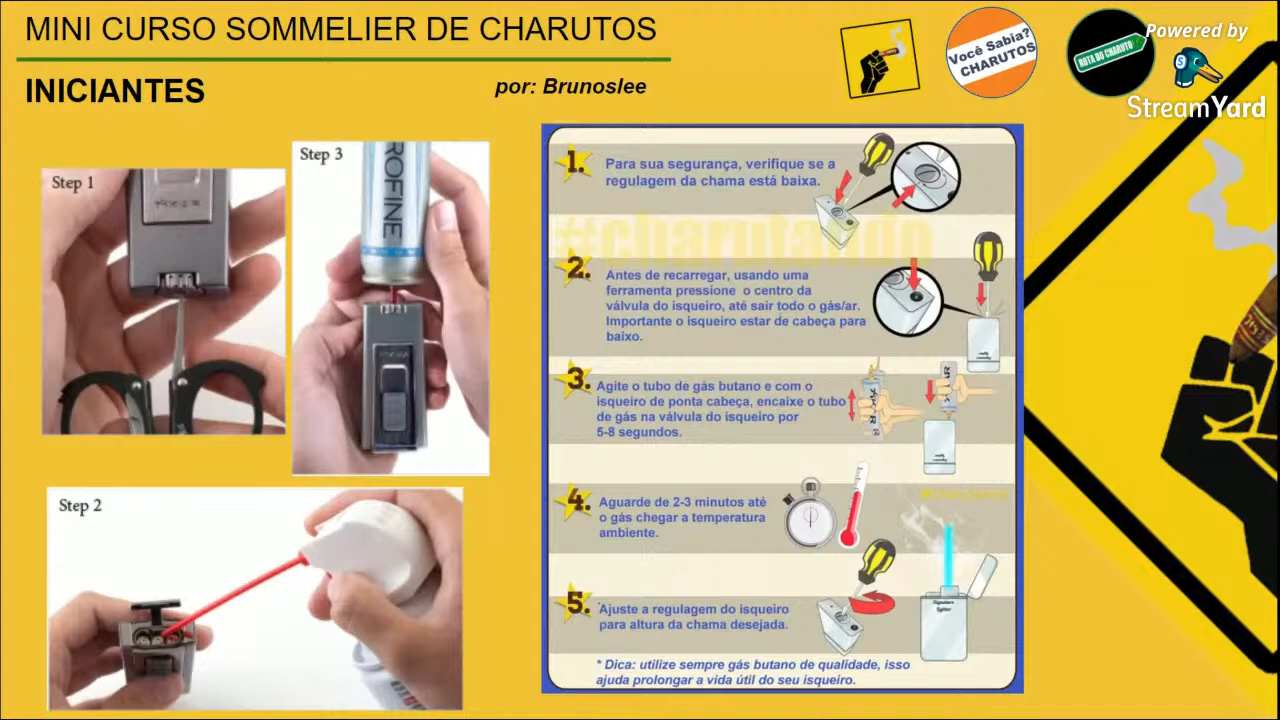 MINI CURSO SOMMELIER DE CHARUTOS
INICIANTES
por: Brunoslee
Você Sabia?
CHARUTOS
ROTA DO CHARUTO
Powered by
StreamYard
Step 1
Step 3
ROFINE
Step 2
#charutando
1. Para sua segurança, verifique se a
regulagem da chama está baixa.
2. Antes de recarregar, usando uma
ferramenta pressione o centro da
válvula do isqueiro, até sair todo o gás/ar.
Importante o isqueiro estar de cabeça para
baixo.
3. Agite o tubo de gás butano e com o
isqueiro de ponta cabeça, encaixe o tubo
de gás na válvula do isqueiro por
5-8 segundos.
4. Aguarde de 2-3 minutos até
o gás chegar a temperatura
ambiente.
5. Ajuste a regulagem do isqueiro
para altura da chama desejada.
Signature
lighter
* Dica: utilize sempre gás butano de qualidade, isso
ajuda prolongar a vida útil do seu isqueiro.